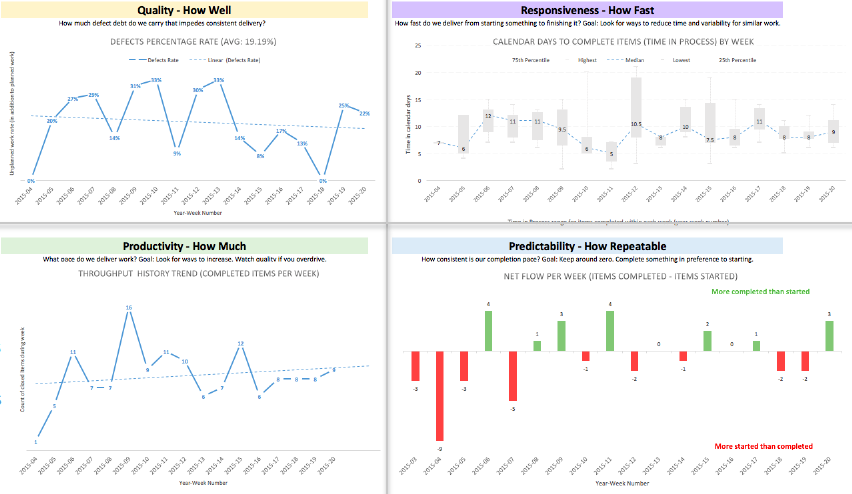 Quality - How Well
How much defect debt do we carry that impedes consistent delivery?
DEFECTS PERCENTAGE RATE (AVG: 19.19%)
Defects Rate Linear (Defects Rate)
Unplanned work rate (in addition to planned work)
0% 20% 27% 29% 14% 31% 33% 9% 30% 33% 14% 8% 17% 13% 0% 25% 22%
2015-04 2015-05 2015-06 2015-07 2015-08 2015-09 2015-10 2015-11 2015-12 2015-13 2015-14 2015-15 2015-16 2015-17 2015-18 2015-19 2015-20
Year-Week Number
Responsiveness - How Fast
How fast do we deliver from starting something to finishing it? Goal: Look for ways to reduce time and variability for similar work.
CALENDAR DAYS TO COMPLETE ITEMS (TIME IN PROCESS) BY WEEK
75th Percentile Highest Median Lowest 25th Percentile
Time in calendar days
25
20
15
10
5
0
7 6 12 11 11 9.5 6 5 10.5 8 10 7.5 8 11 8 8 9
2015-04 2015-05 2015-06 2015-07 2015-08 2015-09 2015-10 2015-11 2015-12 2015-13 2015-14 2015-15 2015-16 2015-17 2015-18 2015-19 2015-20
Productivity - How Much
What pace do we deliver work? Goal: Look for ways to increase. Watch quality if you overdrive.
THROUGHPUT HISTORY TREND (COMPLETED ITEMS PER WEEK)
Count of closed items during week
1 5 11 7 7 16 9 11 10 6 7 12 6 8 8 8 9
2015-04 2015-05 2015-06 2015-07 2015-08 2015-09 2015-10 2015-11 2015-12 2015-13 2015-14 2015-15 2015-16 2015-17 2015-18 2015-19 2015-20
Year-Week Number
Predictability - How Repeatable
How consistent is our completion pace? Goal: Keep around zero. Complete something in preference to starting.
NET FLOW PER WEEK (ITEMS COMPLETED - ITEMS STARTED)
More completed than started
-3 -9 -3 4 -5 1 3 -1 4 -2 0 -1 2 0 1 -2 -2 3
More started than completed
2015-03 2015-04 2015-05 2015-06 2015-07 2015-08 2015-09 2015-10 2015-11 2015-12 2015-13 2015-14 2015-15 2015-16 2015-17 2015-18 2015-19 2015-20
Year-Week Number